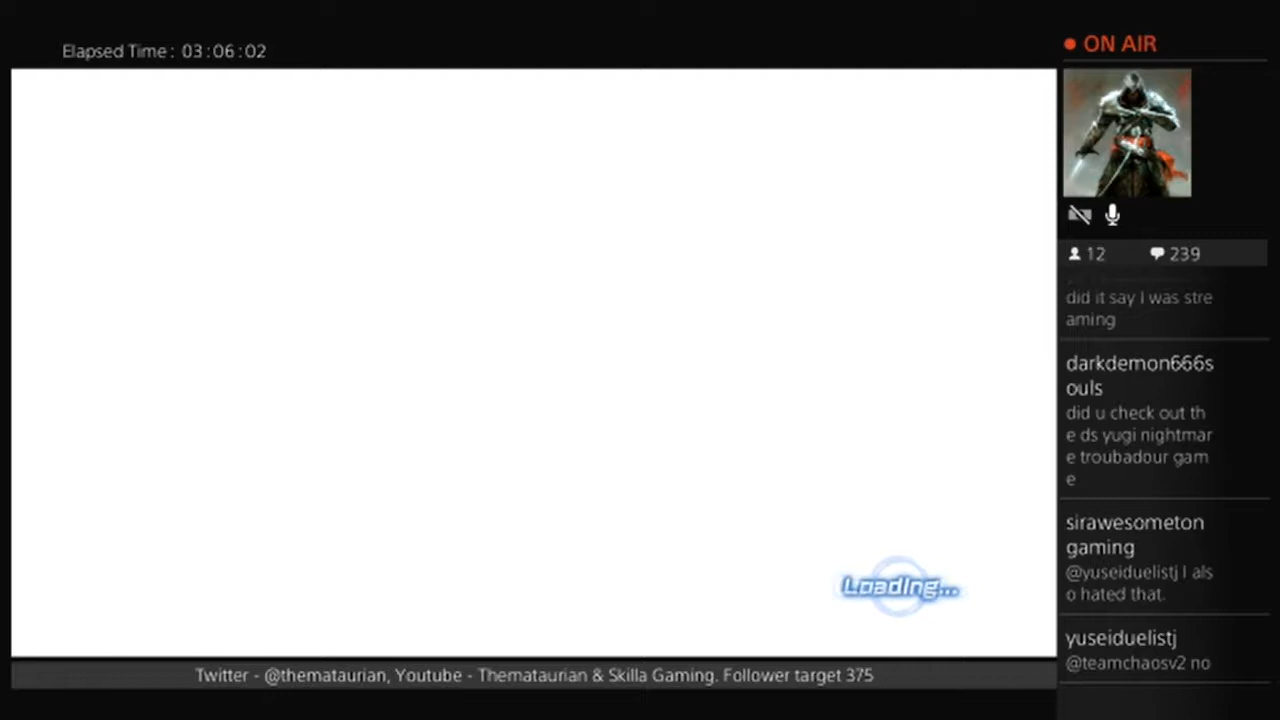 Elapsed Time: 03:06:02
ON AIR
12 239
did it say I was stre
aming
darkdemon666s
ouls
did u check out th
e ds yugi nightmar
e troubadour gam
e
sirawesometon
gaming
@yuseiduelistj I als
o hated that.
yuseiduelistj
@teamchaosv2 no
Loading...
Twitter - @themataurian, Youtube - Themataurian & Skilla Gaming. Follower target 375